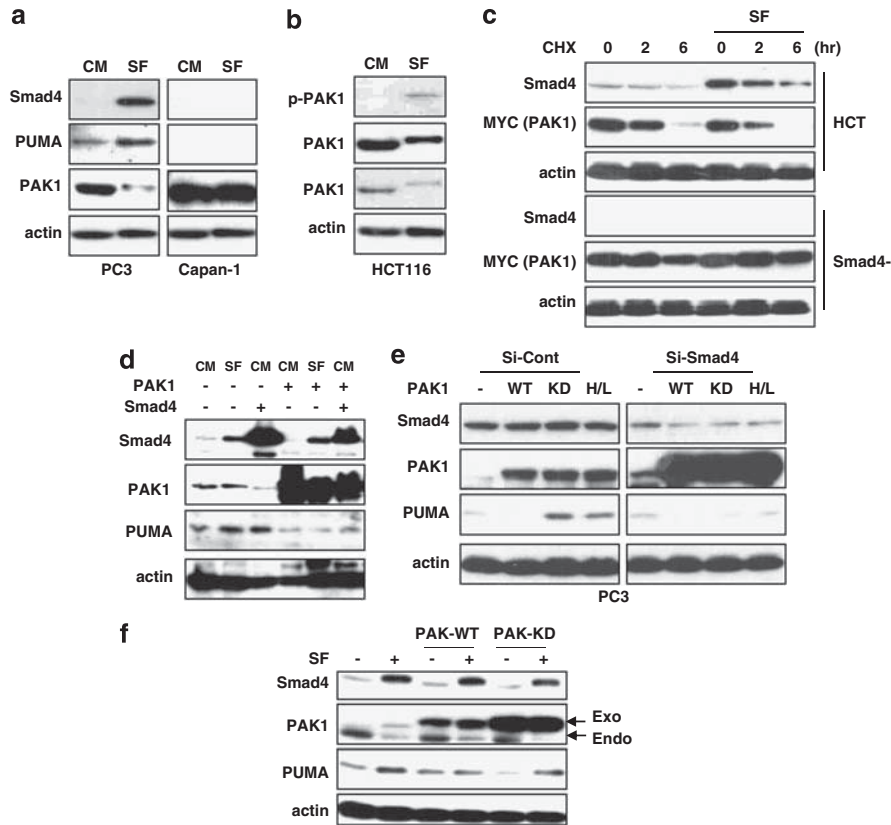 a
CM SF CM SF
Smad4
PUMA
PAK1
actin
PC3 Capan-1
b
CM SF
p-PAK1
PAK1
PAK1
actin
HCT116
c
SF
CHX 0 2 6 0 2 6 (hr)
Smad4
MYC (PAK1)
actin
HCT
Smad4
MYC (PAK1)
actin
Smad4-
d
CM SF CM CM SF CM
PAK1 - - - + + +
Smad4 - - + - - +
Smad4
PAK1
PUMA
actin
e
Si-Cont Si-Smad4
PAK1 - WT KD H/L - WT KD H/L
Smad4
PAK1
PUMA
actin
PC3
f
PAK-WT PAK-KD
SF - + - + - +
Smad4
PAK1
Exo
Endo
PUMA
actin